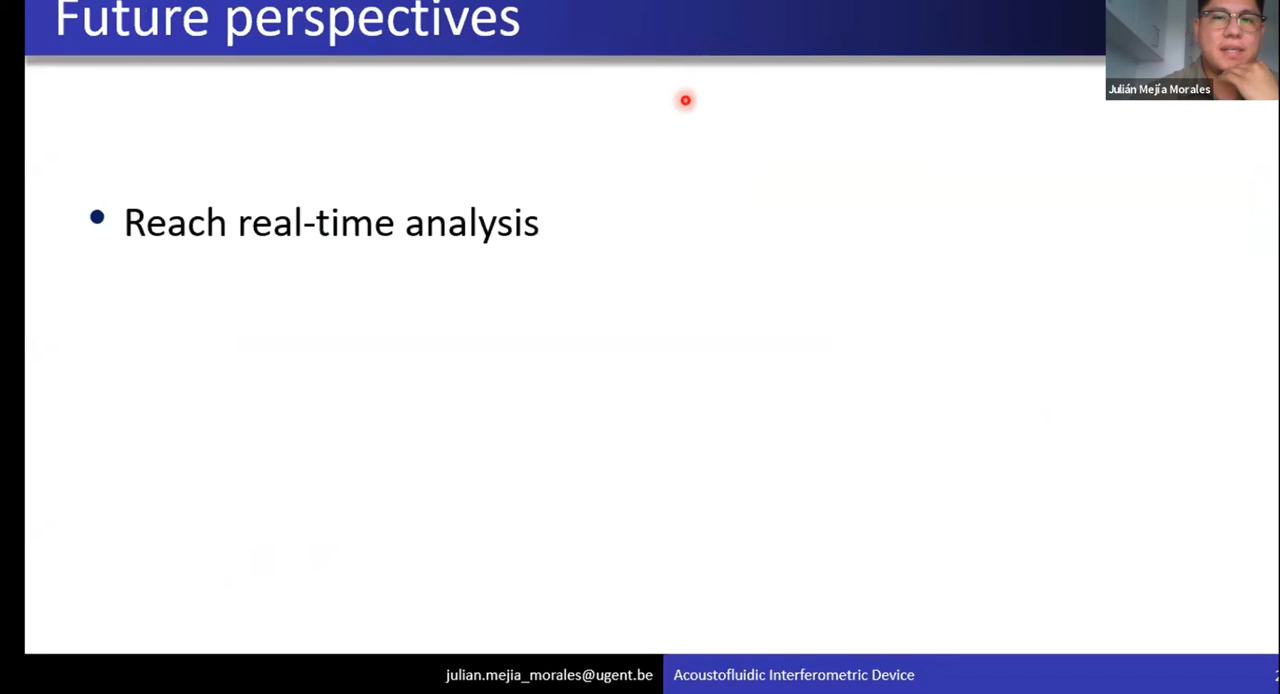 Future perspectives
Julián Mejía Morales
• Reach real-time analysis
julian.mejia_morales@ugent.be
Acoustofluidic Interferometric Device